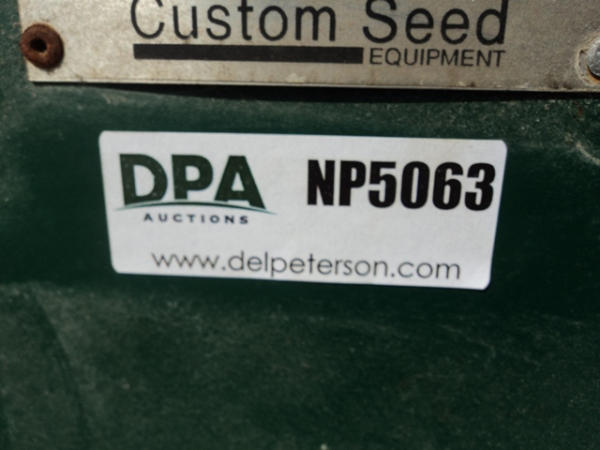 Custom Seed
EQUIPMENT
DPA NP5063
AUCTIONS
www.delpeterson.com